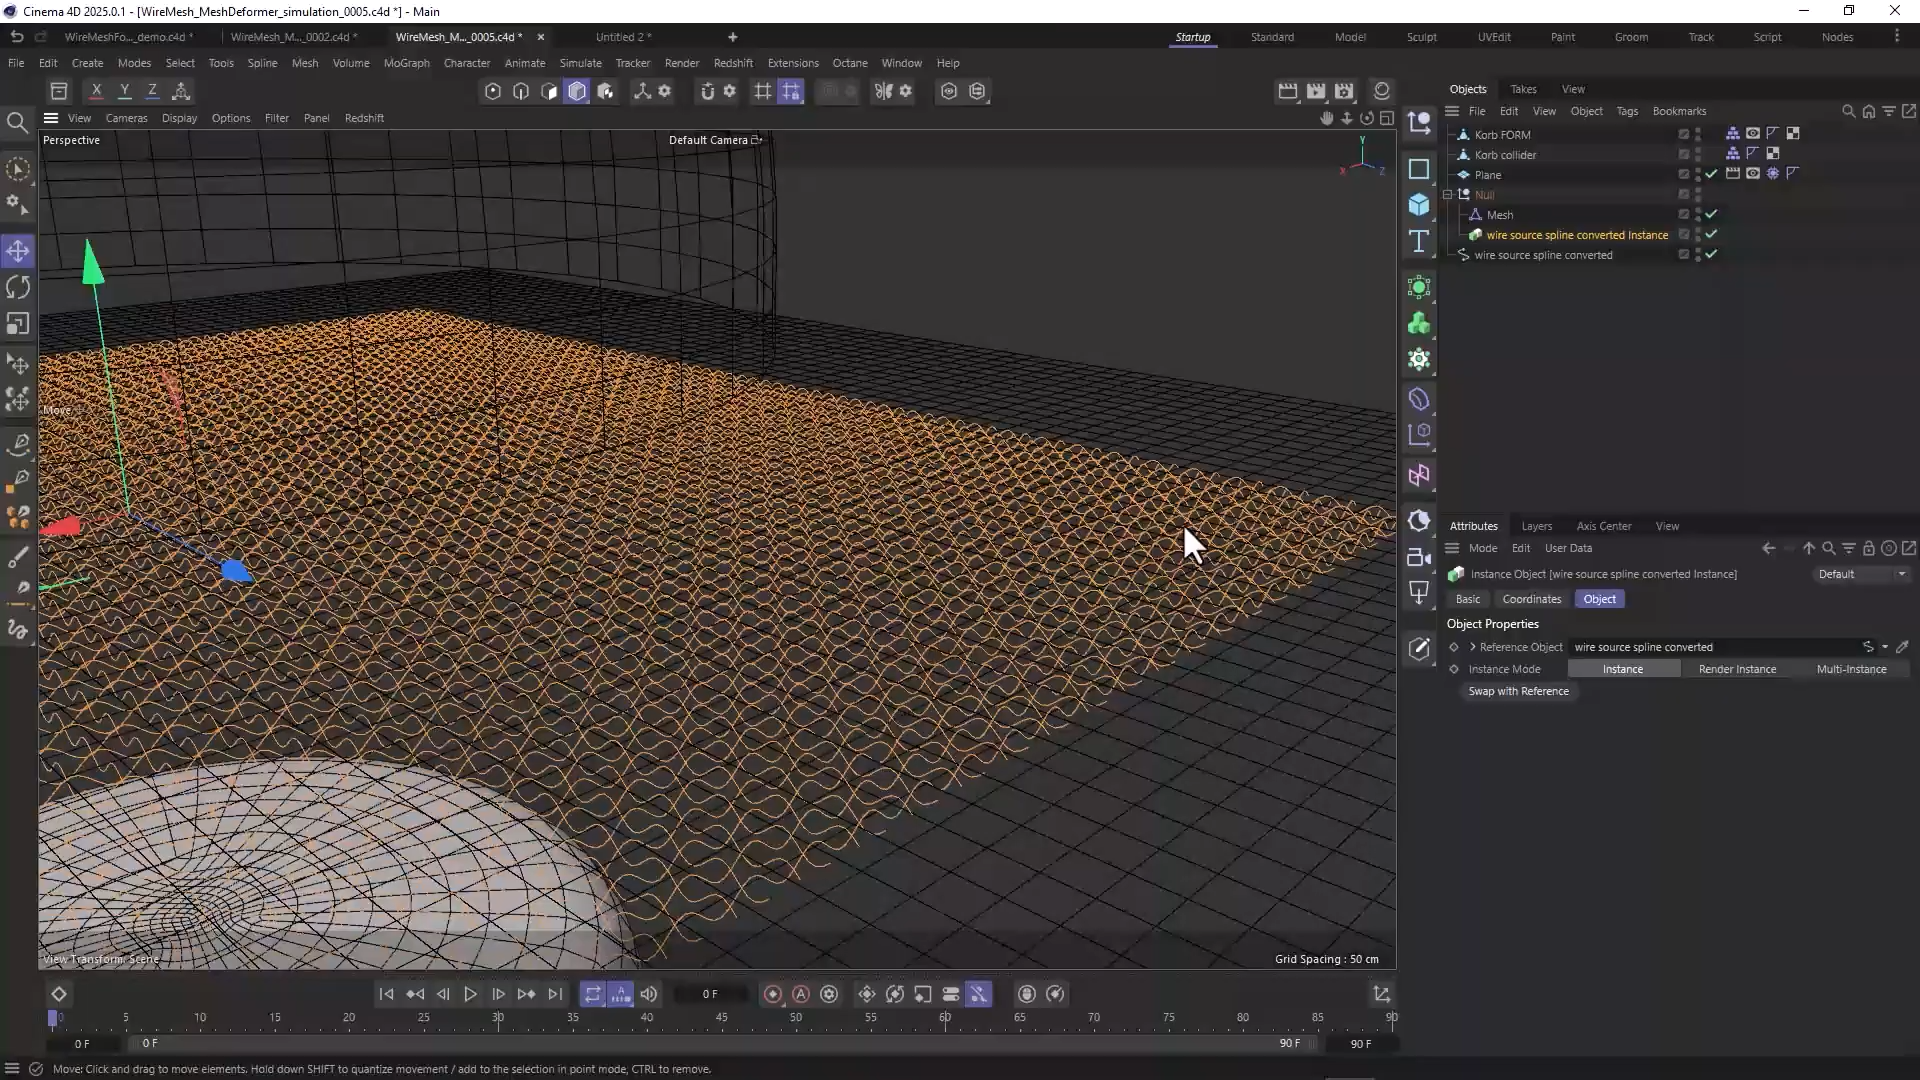 Cinema 4D 2025.0.1 - [WireMesh_MeshDeformer_simulation_0005.c4d *] - Main
WireMeshFo..._demo.c4d *
WireMesh_M..._0002.c4d *
WireMesh_M..._0005.c4d *
Untitled 2 *
Startup
Standard
Model
Sculpt
UVEdit
Paint
Groom
Track
Script
Nodes
File Edit Create Modes Select Tools Spline Mesh Volume MoGraph Character Animate Simulate Tracker Render Redshift Extensions Octane Window Help
X Y Z
Objects Takes View
File Edit View Object Tags Bookmarks
View Cameras Display Options Filter Panel Redshift
Perspective
Default Camera
Y
X
Z
Korb FORM
Korb collider
Plane
Null
Mesh
wire source spline converted Instance
wire source spline converted
Move
Attributes Layers Axis Center View
Mode Edit User Data
Instance Object [wire source spline converted Instance]
Default
Basic Coordinates Object
Object Properties
Reference Object wire source spline converted
Instance Mode Instance Render Instance Multi-Instance
Swap with Reference
View Transform: Scene
Grid Spacing : 50 cm
0 F
0 5 10 15 20 25 30 35 40 45 50 55 60 65 70 75 80 85 90
0 F 0 F 90 F 90 F
Move: Click and drag to move elements. Hold down SHIFT to quantize movement / add to the selection in point mode, CTRL to remove.